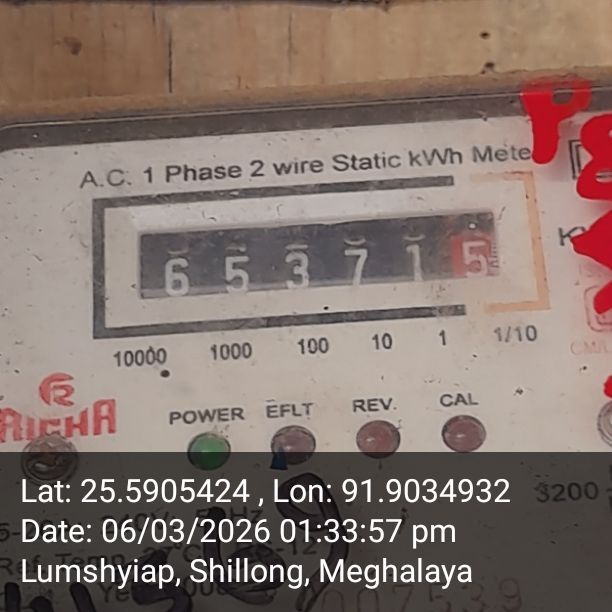 A.C. 1 Phase 2 wire Static kWh Mete
6 5 3 7 1 5
10000 1000 100 10 1 1/10
RICHA
POWER EFLT REV. CAL
3200
Lat: 25.5905424 , Lon: 91.9034932
Date: 06/03/2026 01:33:57 pm
Lumshyiap, Shillong, Meghalaya